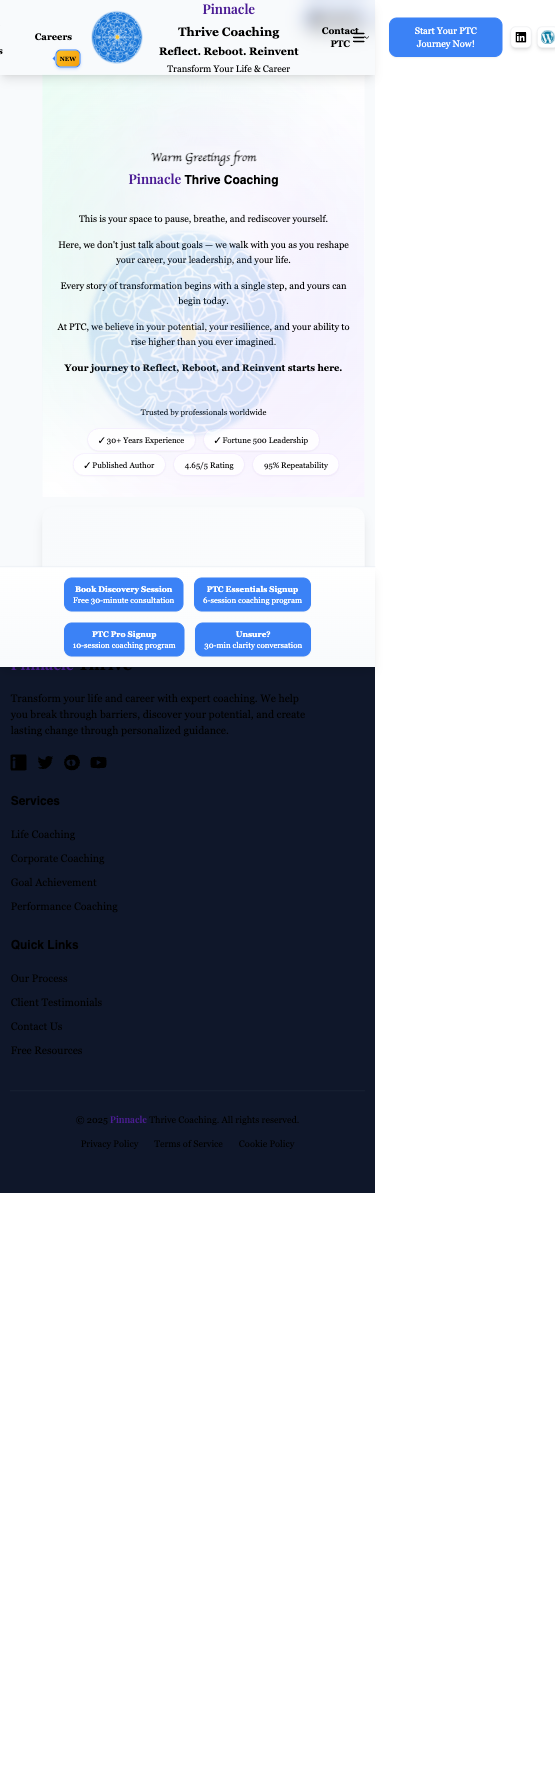 s
Careers
NEW
Pinnacle
Thrive Coaching
Reflect. Reboot. Reinvent
Transform Your Life & Career
Contact
PTC
Start Your PTC
Journey Now!
Warm Greetings from
Pinnacle Thrive Coaching
This is your space to pause, breathe, and rediscover yourself.
Here, we don't just talk about goals — we walk with you as you reshape
your career, your leadership, and your life.
Every story of transformation begins with a single step, and yours can
begin today.
At PTC, we believe in your potential, your resilience, and your ability to
rise higher than you ever imagined.
Your journey to Reflect, Reboot, and Reinvent starts here.
Trusted by professionals worldwide
✓ 30+ Years Experience
✓ Fortune 500 Leadership
✓ Published Author
4.65/5 Rating
95% Repeatability
Book Discovery Session
Free 30-minute consultation
PTC Essentials Signup
6-session coaching program
PTC Pro Signup
10-session coaching program
Unsure?
30-min clarity conversation
Pinnacle Thrive
Transform your life and career with expert coaching. We help
you break through barriers, discover your potential, and create
lasting change through personalized guidance.
Services
Life Coaching
Corporate Coaching
Goal Achievement
Performance Coaching
Quick Links
Our Process
Client Testimonials
Contact Us
Free Resources
© 2025 Pinnacle Thrive Coaching. All rights reserved.
Privacy Policy
Terms of Service
Cookie Policy